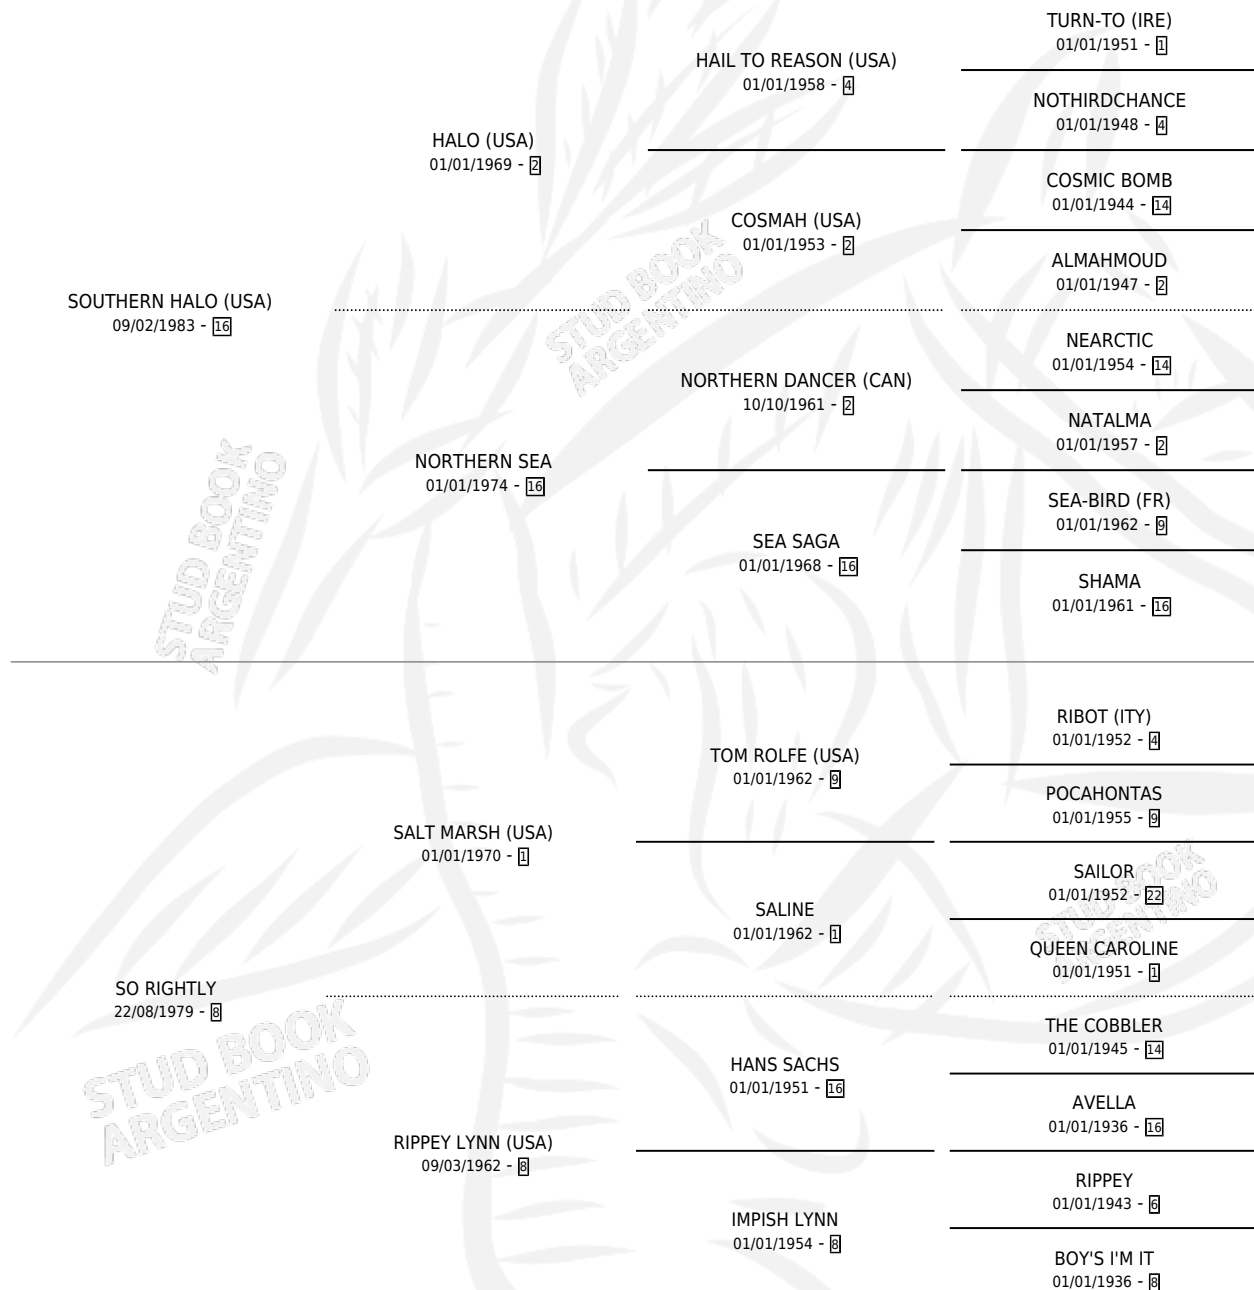 TURN-TO (IRE)
01/01/1951 - 1
HAIL TO REASON (USA)
01/01/1958 - 4
NOTHIRDCHANCE
01/01/1948 - 4
HALO (USA)
01/01/1969 - 2
COSMIC BOMB
01/01/1944 - 14
COSMAH (USA)
01/01/1953 - 2
ALMAHMOUD
01/01/1947 - 2
SOUTHERN HALO (USA)
09/02/1983 - 16
NEARCTIC
01/01/1954 - 14
NORTHERN DANCER (CAN)
10/10/1961 - 2
NATALMA
01/01/1957 - 2
NORTHERN SEA
01/01/1974 - 16
SEA-BIRD (FR)
01/01/1962 - 9
SEA SAGA
01/01/1968 - 16
SHAMA
01/01/1961 - 16
RIBOT (ITY)
01/01/1952 - 4
TOM ROLFE (USA)
01/01/1962 - 9
POCAHONTAS
01/01/1955 - 9
SALT MARSH (USA)
01/01/1970 - 1
SAILOR
01/01/1952 - 22
SALINE
01/01/1962 - 1
QUEEN CAROLINE
01/01/1951 - 1
SO RIGHTLY
22/08/1979 - 8
THE COBBLER
01/01/1945 - 14
HANS SACHS
01/01/1951 - 16
AVELLA
01/01/1936 - 16
RIPPEY LYNN (USA)
09/03/1962 - 8
RIPPEY
01/01/1943 - 6
IMPISH LYNN
01/01/1954 - 8
BOY'S I'M IT
01/01/1936 - 8
STUD BOOK
ARGENTINO
STUD BOOK
ARGENTINO
STUD BOOK
ARGENTINO
STUD BOOK
ARGENTINO